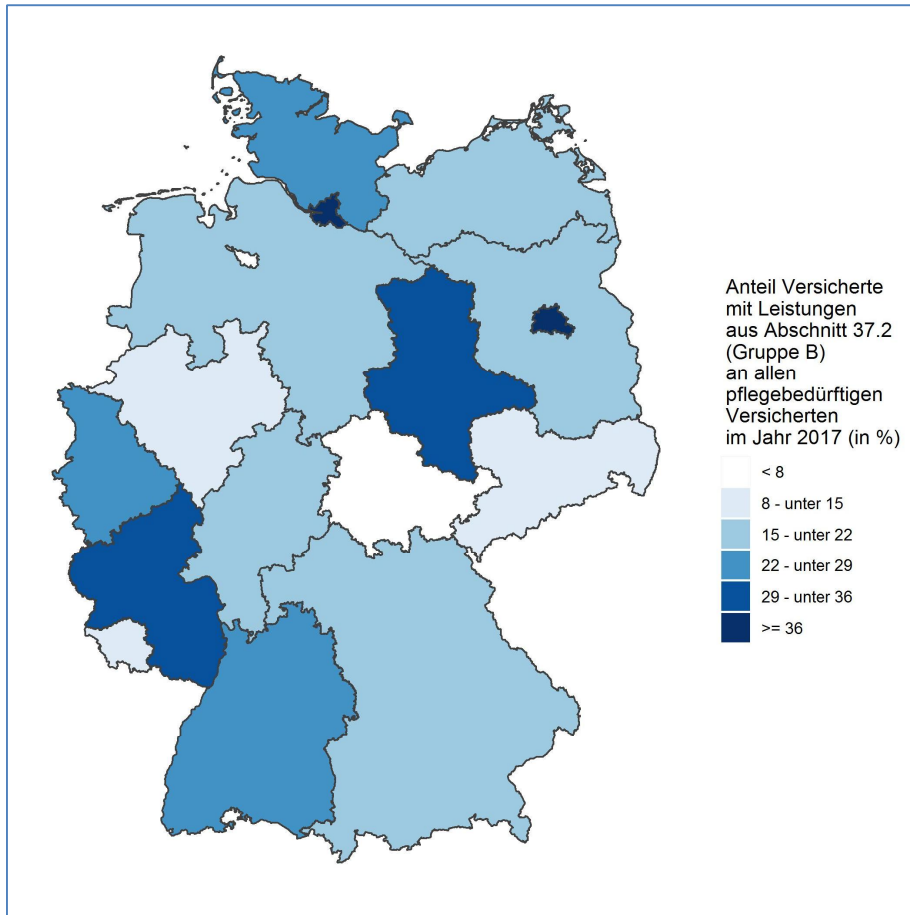 Anteil Versicherte
mit Leistungen
aus Abschnitt 37.2
(Gruppe B)
an allen
pflegebedürftigen
Versicherten
im Jahr 2017 (in %)
< 8
8 - unter 15
15 - unter 22
22 - unter 29
29 - unter 36
>= 36